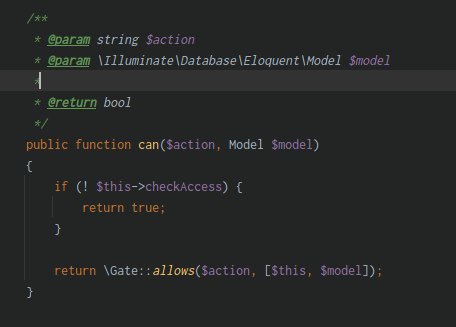 /**
 * @param string $action
 * @param \Illuminate\Database\Eloquent\Model $model
 *
 * @return bool
 */
public function can($action, Model $model)
{
    if (! $this->checkAccess) {
        return true;
    }

    return \Gate::allows($action, [$this, $model]);
}